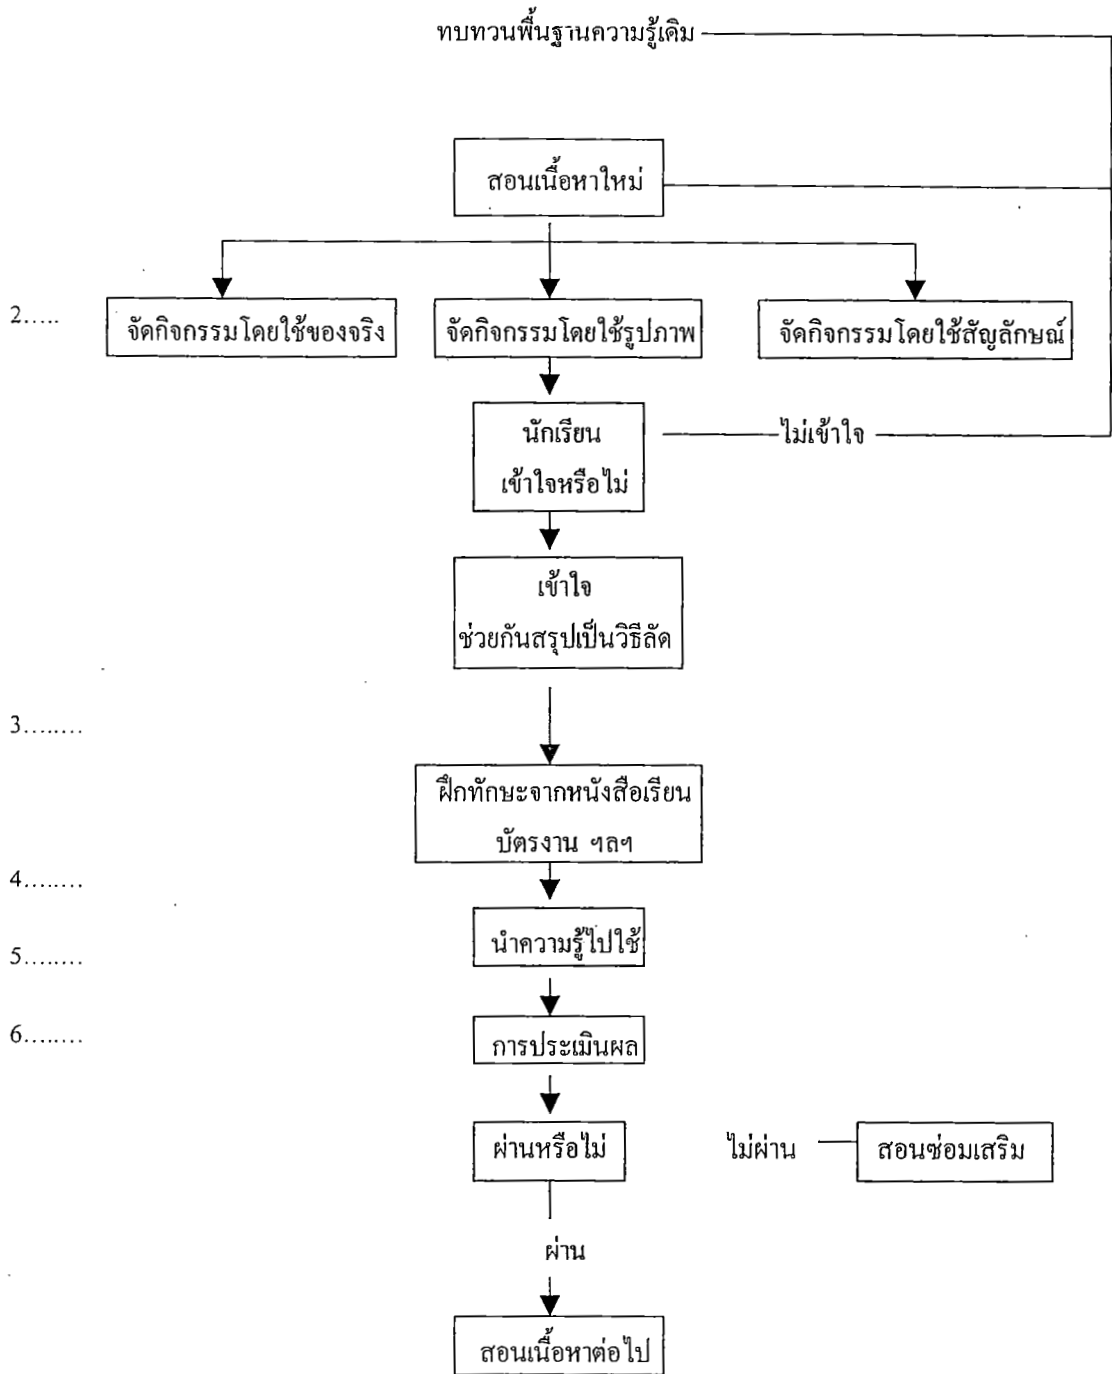 ทบทวนพื้นฐานความรู้เดิม
สอนเนื้อหาใหม่
2.....
จัดกิจกรรมโดยใช้ของจริง
จัดกิจกรรมโดยใช้รูปภาพ
จัดกิจกรรมโดยใช้สัญลักษณ์
นักเรียน
เข้าใจหรือไม่
ไม่เข้าใจ
เข้าใจ
ช่วยกันสรุปเป็นวิธีลัด
3........
ฝึกทักษะจากหนังสือเรียน
บัตรงาน ฯลฯ
4........
นำความรู้ไปใช้
5........
6........
การประเมินผล
ผ่านหรือไม่
ไม่ผ่าน
สอนซ่อมเสริม
ผ่าน
สอนเนื้อหาต่อไป